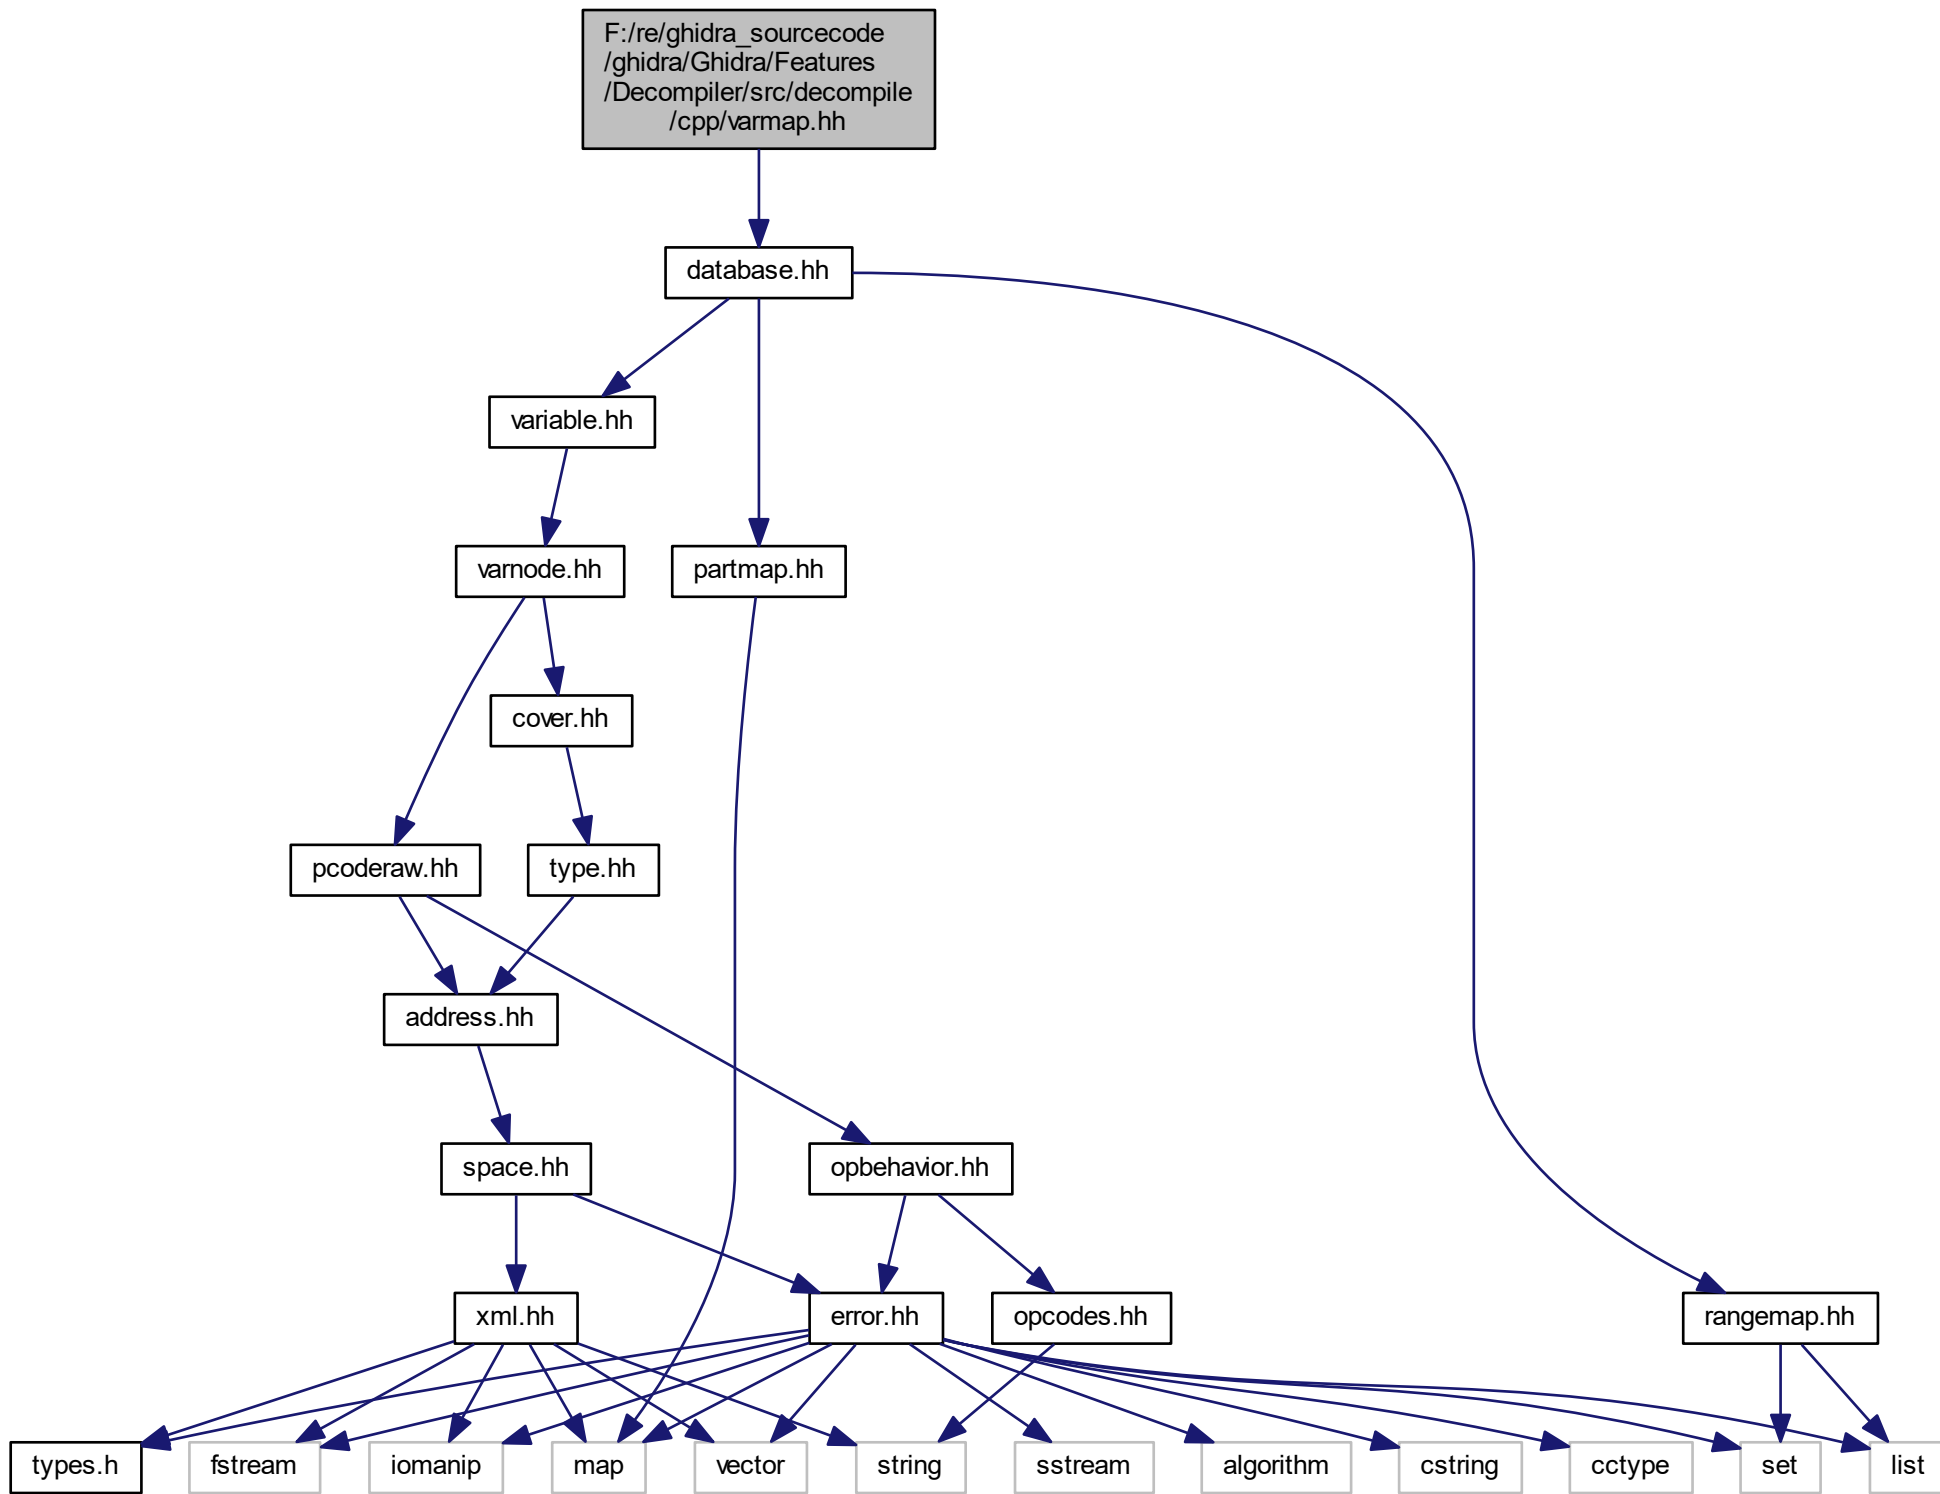 F:/re/ghidra_sourcecode
/ghidra/Ghidra/Features
/Decompiler/src/decompile
/cpp/varmap.hh
database.hh
variable.hh
varnode.hh
partmap.hh
cover.hh
pcoderaw.hh
type.hh
address.hh
space.hh
opbehavior.hh
xml.hh
error.hh
opcodes.hh
rangemap.hh
types.h
fstream
iomanip
map
vector
string
sstream
algorithm
cstring
cctype
set
list